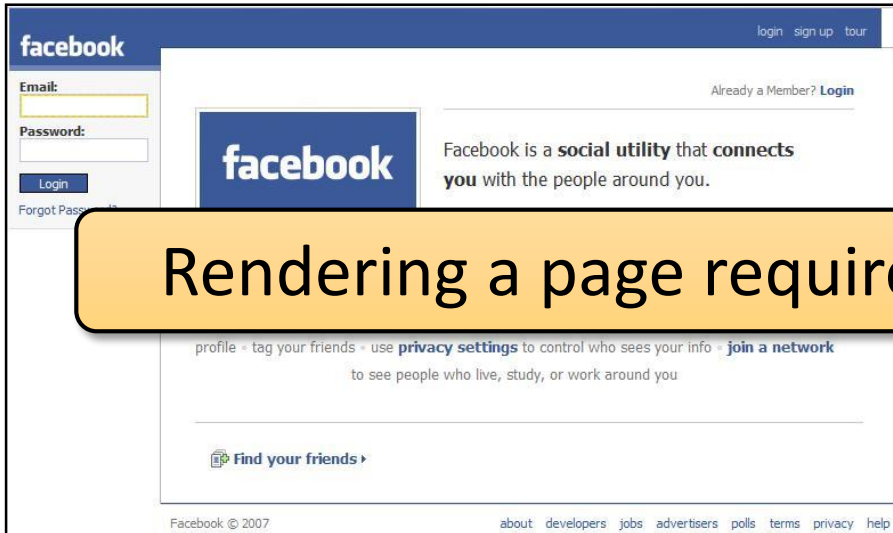 facebook
login sign up tour
Email:
Password:
Login
Already a Member? Login
facebook
Facebook is a social utility that connects
you with the people around you.
Rendering a page
profile • tag your friends • use privacy settings to control who sees your info • join a network
to see people who live, study, or work around you
Find your friends
Facebook © 2007
about developers jobs advertisers polls terms privacy help